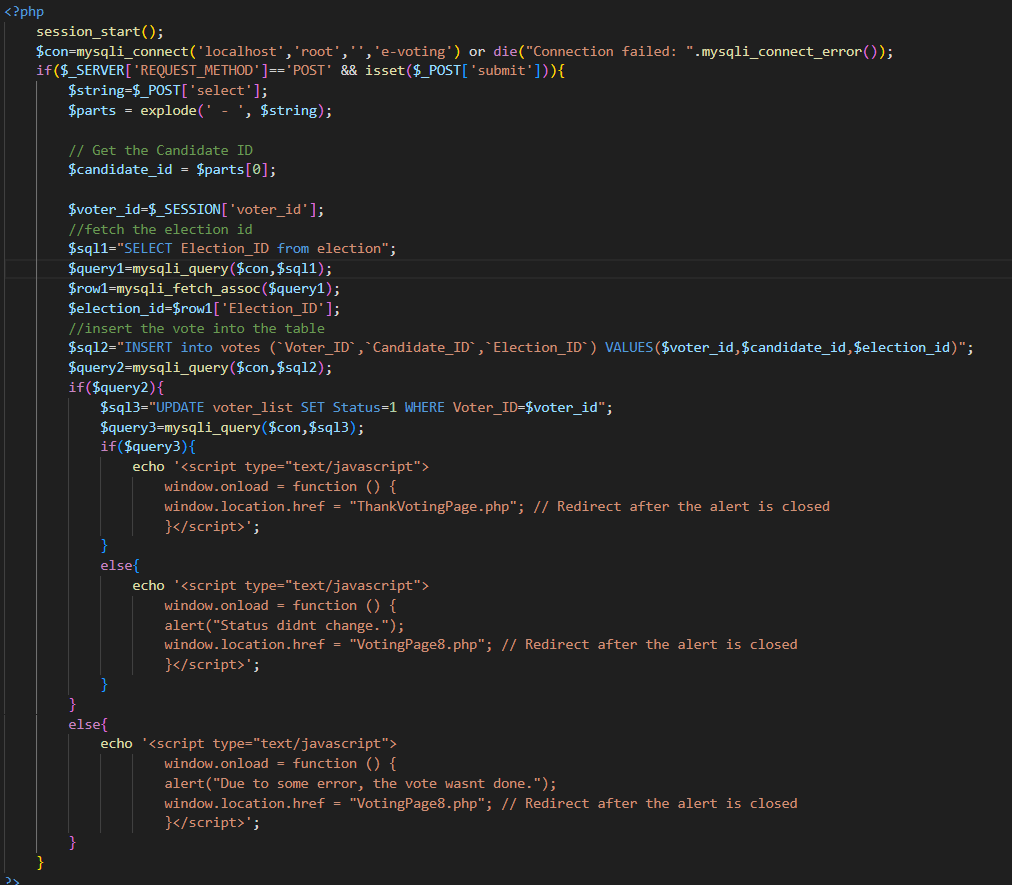 <?php
session_start();
$con=mysqli_connect('localhost','root','','e-voting') or die("Connection failed: ".mysqli_connect_error());
if($_SERVER['REQUEST_METHOD']=='POST' && isset($_POST['submit'])){
$string=$_POST['select'];
$parts = explode(' - ', $string);
// Get the Candidate ID
$candidate_id = $parts[0];
$voter_id=$_SESSION['voter_id'];
//fetch the election id
$sql1="SELECT Election_ID from election";
$query1=mysqli_query($con,$sql1);
$row1=mysqli_fetch_assoc($query1);
$election_id=$row1['Election_ID'];
//insert the vote into the table
$sql2="INSERT into votes (`Voter_ID`,`Candidate_ID`,`Election_ID`) VALUES($voter_id,$candidate_id,$election_id)";
$query2=mysqli_query($con,$sql2);
if($query2){
$sql3="UPDATE voter_list SET Status=1 WHERE Voter_ID=$voter_id";
$query3=mysqli_query($con,$sql3);
if($query3){
echo '<script type="text/javascript">
window.onload = function () {
window.location.href = "ThankVotingPage.php"; // Redirect after the alert is closed
}</script>';
}
else{
echo '<script type="text/javascript">
window.onload = function () {
alert("Status didnt change.");
window.location.href = "VotingPage8.php"; // Redirect after the alert is closed
}</script>';
}
}
else{
echo '<script type="text/javascript">
window.onload = function () {
alert("Due to some error, the vote wasnt done.");
window.location.href = "VotingPage8.php"; // Redirect after the alert is closed
}</script>';
}
}
?>